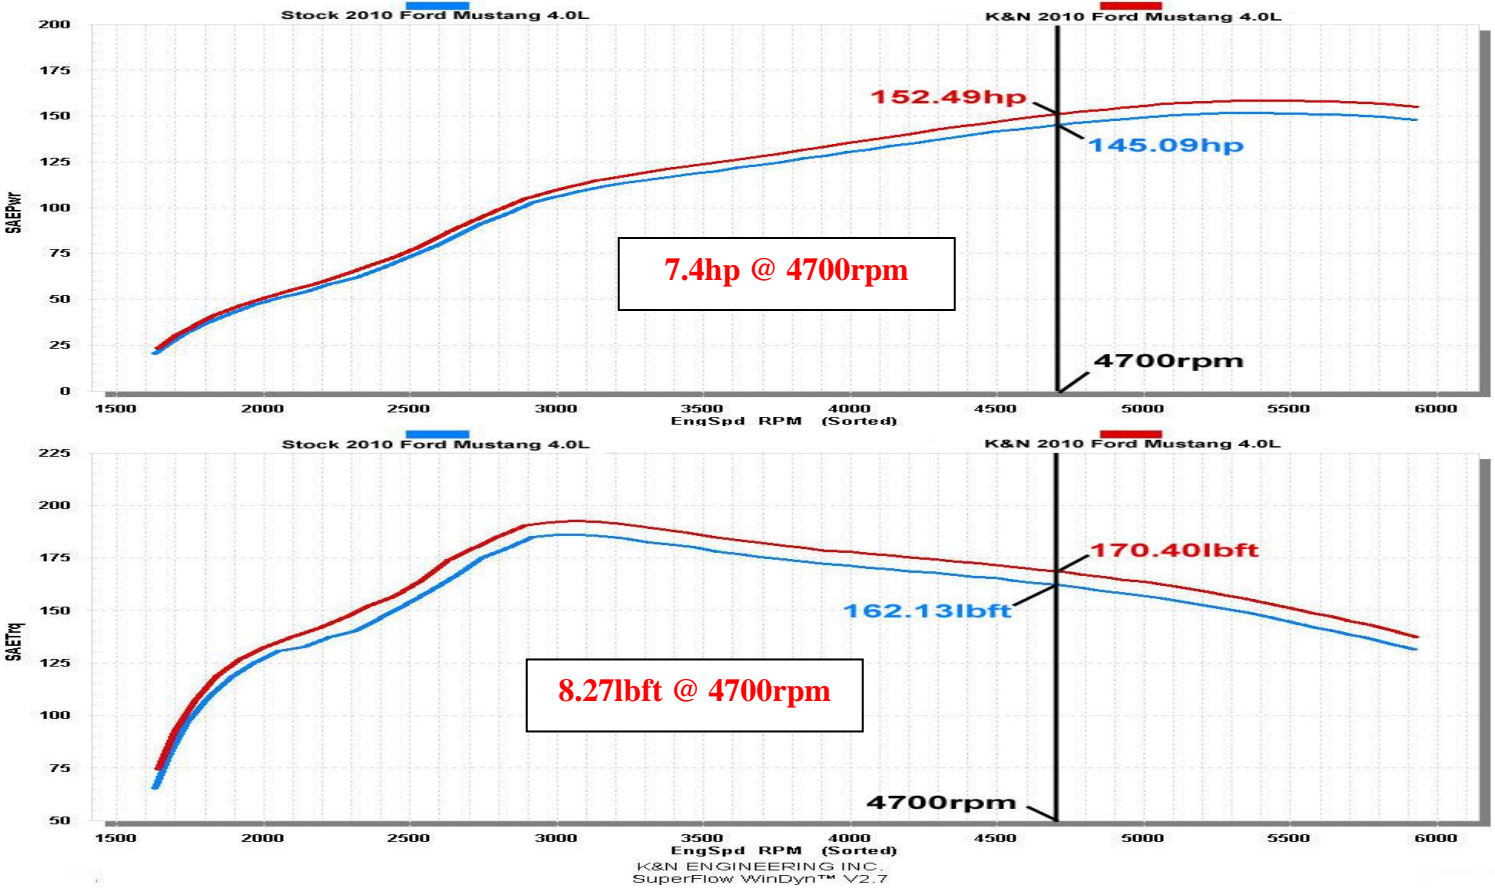 Stock 2010 Ford Mustang 4.0L
K&N 2010 Ford Mustang 4.0L
200
175
150
125
100
75
50
25
0
SAEPwr
152.49hp
145.09hp
7.4hp @ 4700rpm
4700rpm
1500 2000 2500 3000 3500 4000 4500 5000 5500 6000
EngSpd RPM (Sorted)
Stock 2010 Ford Mustang 4.0L
K&N 2010 Ford Mustang 4.0L
225
200
175
150
125
100
75
50
SAETrq
170.40lbft
162.13lbft
8.27lbft @ 4700rpm
4700rpm
1500 2000 2500 3000 3500 4000 4500 5000 5500 6000
EngSpd RPM (Sorted)
K&N ENGINEERING INC.
SuperFlow WinDyn™ V2.7